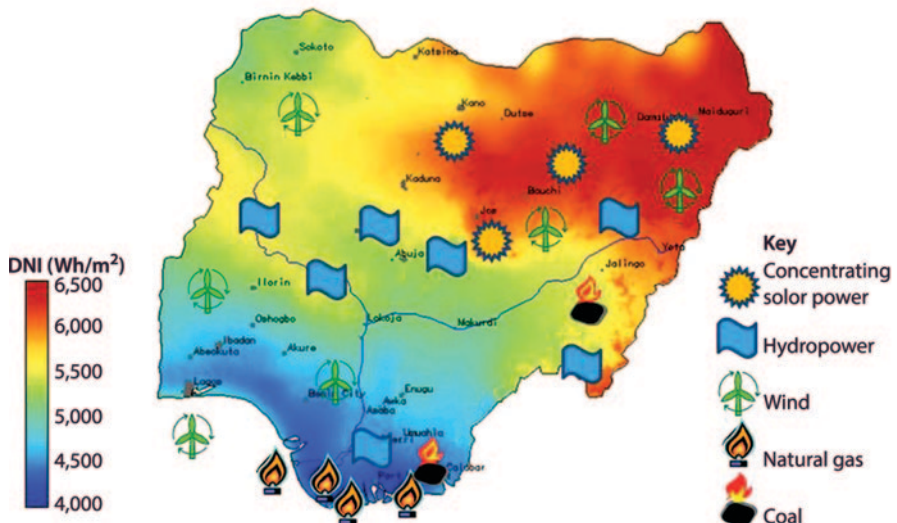 Sokoto
Katsina
Birnin Kebbi
Kano
Dutse
Maiduguri
Kaduna
Bauchi
Jos
Abuja
Yola
Jalingo
Ilorin
Lokoja
Makurdi
Oshogbo
Ibadan
Akure
Abeokuta
Lagos
Benin City
Enugu
Awka
Asaba
Umuahia
Calabar
DNI (Wh/m²)
6,500
6,000
5,500
5,000
4,500
4,000
Key
Concentrating
solor power
Hydropower
Wind
Natural gas
Coal